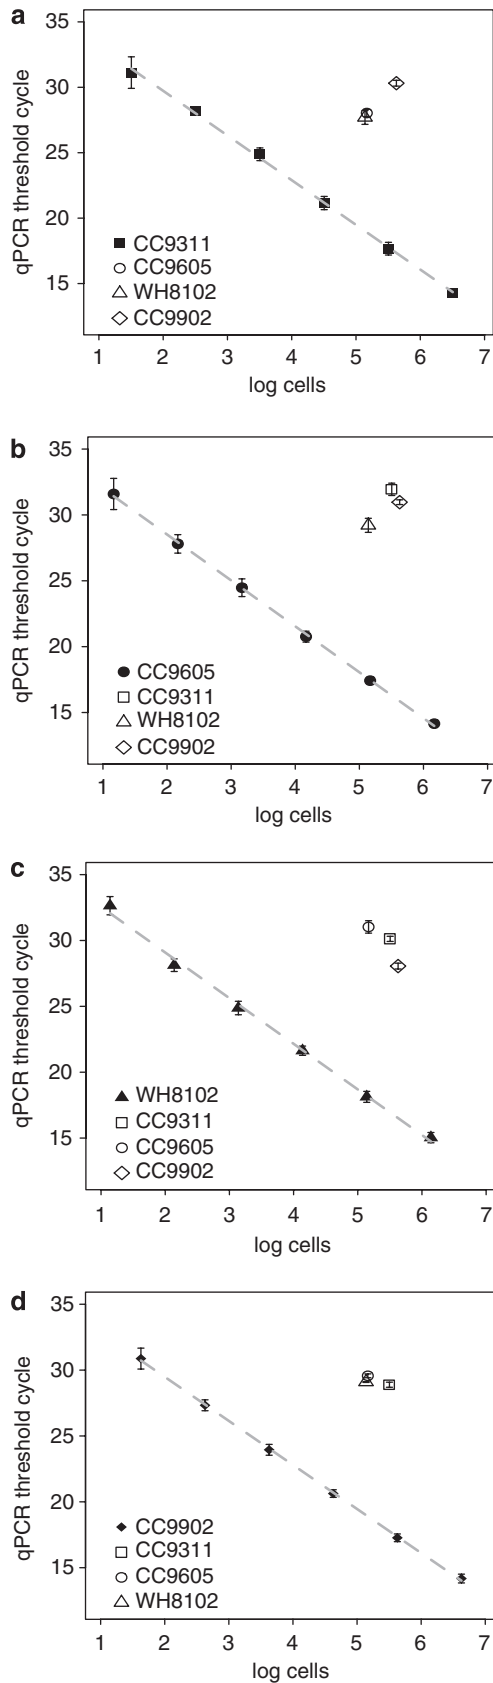 a
35
30
25
20
15
qPCR threshold cycle
CC9311
CC9605
WH8102
CC9902
1 2 3 4 5 6 7
log cells
b
35
30
25
20
15
qPCR threshold cycle
CC9605
CC9311
WH8102
CC9902
1 2 3 4 5 6 7
log cells
c
35
30
25
20
15
qPCR threshold cycle
WH8102
CC9311
CC9605
CC9902
1 2 3 4 5 6 7
log cells
d
35
30
25
20
15
qPCR threshold cycle
CC9902
CC9311
CC9605
WH8102
1 2 3 4 5 6 7
log cells